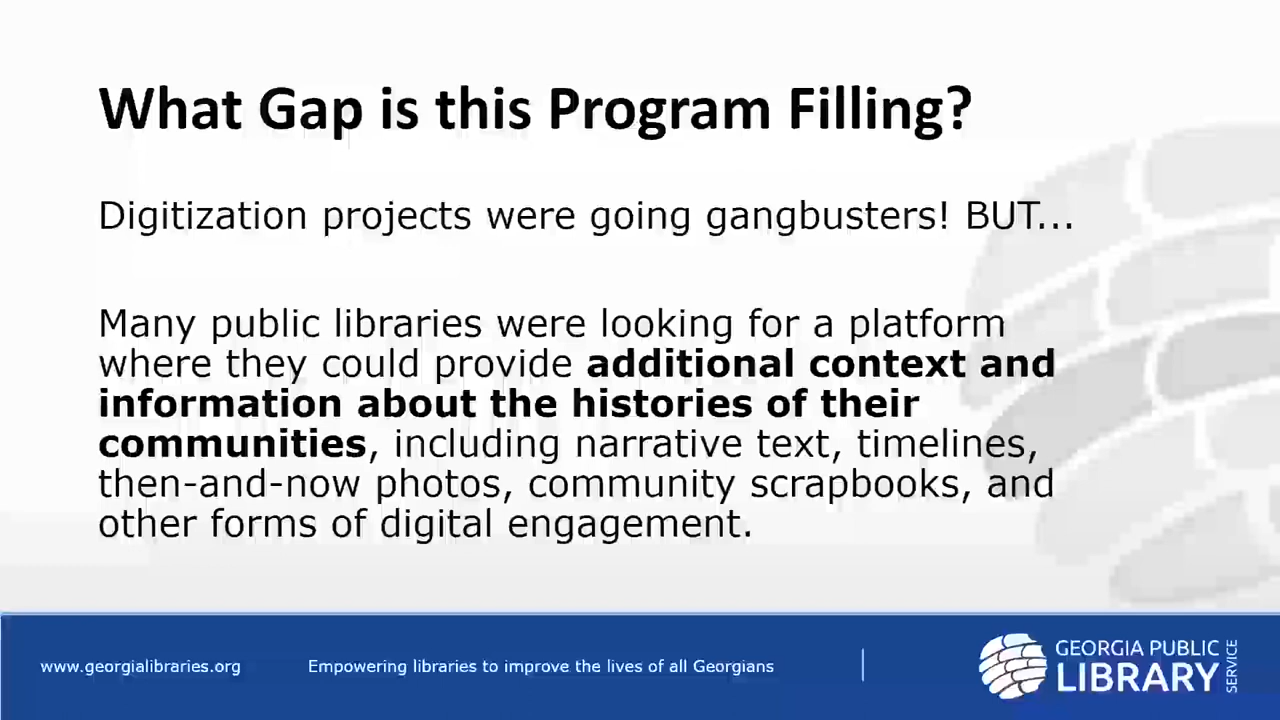 What Gap is this Program Filling?
Digitization projects were going gangbusters! BUT...
Many public libraries were looking for a platform
where they could provide additional context and
information about the histories of their
communities, including narrative text, timelines,
then-and-now photos, community scrapbooks, and
other forms of digital engagement.
www.georgialibraries.org
Empowering libraries to improve the lives of all Georgians
GEORGIA PUBLIC
LIBRARY
SERVICE